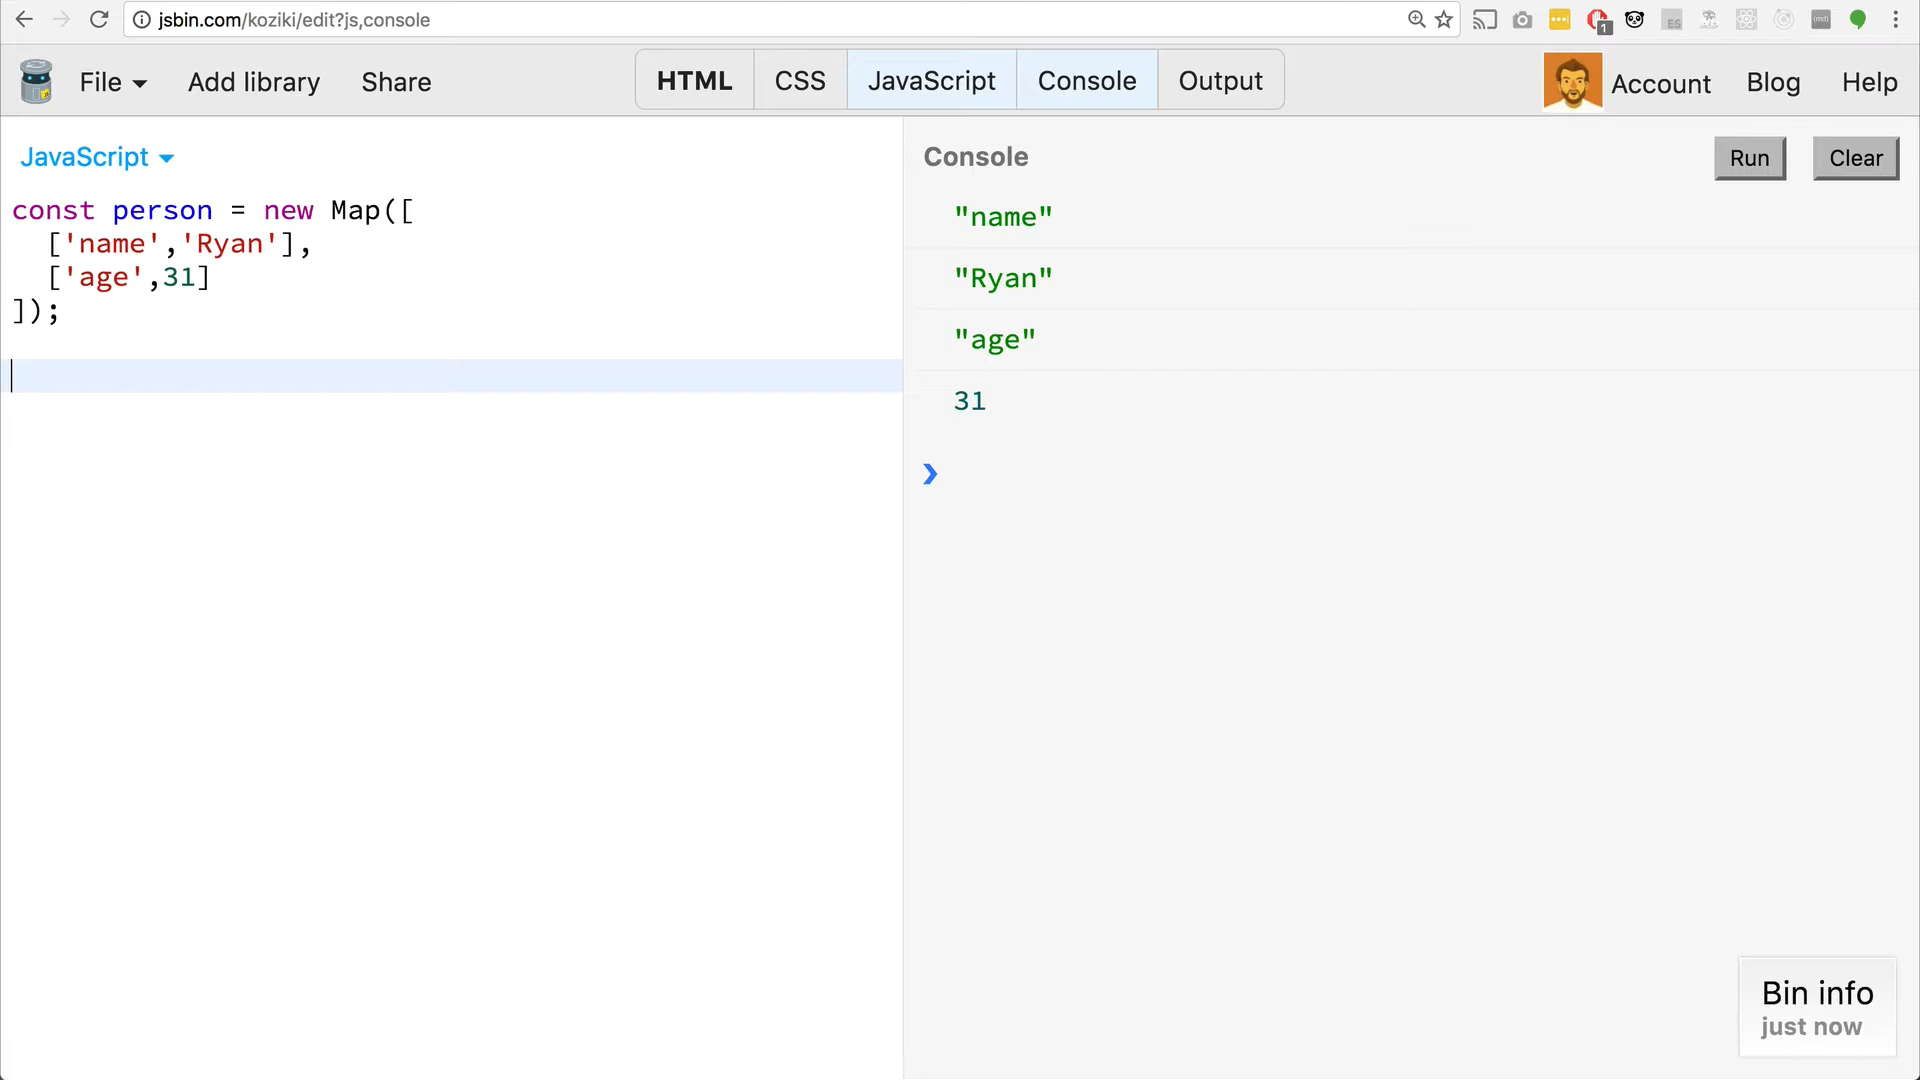 jsbin.com/koziki/edit?js,console
1
ES
File
Add library
Share
HTML
CSS
JavaScript
Console
Output
Account
Blog
Help
JavaScript
const person = new Map([
['name','Ryan'],
['age',31]
]);
Console
Run
Clear
"name"
"Ryan"
"age"
31
Bin info
just now